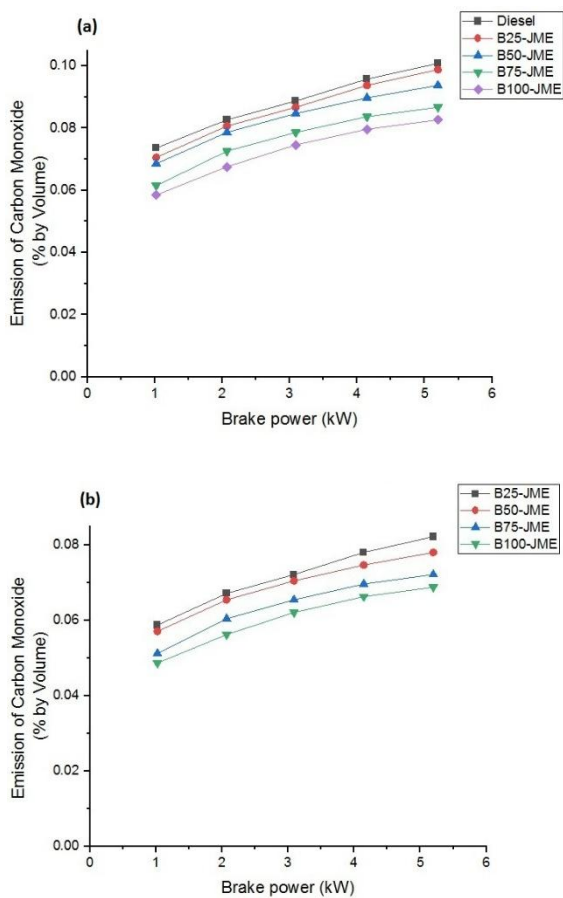 (a)
Diesel
B25-JME
B50-JME
B75-JME
B100-JME
0.10
0.08
0.06
0.04
0.02
0.00
Emission of Carbon Monoxide
(% by Volume)
0 1 2 3 4 5 6
Brake power (kW)
(b)
B25-JME
B50-JME
B75-JME
B100-JME
0.08
0.06
0.04
0.02
0.00
Emission of Carbon Monoxide
(% by Volume)
0 1 2 3 4 5 6
Brake power (kW)